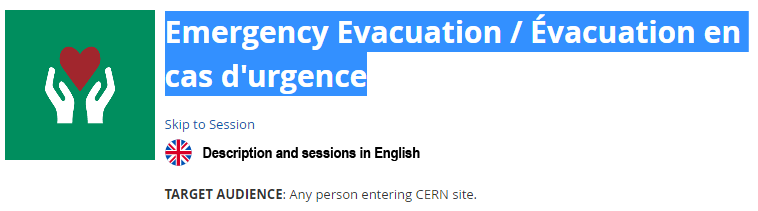 Emergency Evacuation / Évacuation en
cas d'urgence
Skip to Session
Description and sessions in English
TARGET AUDIENCE: Any person entering CERN site.